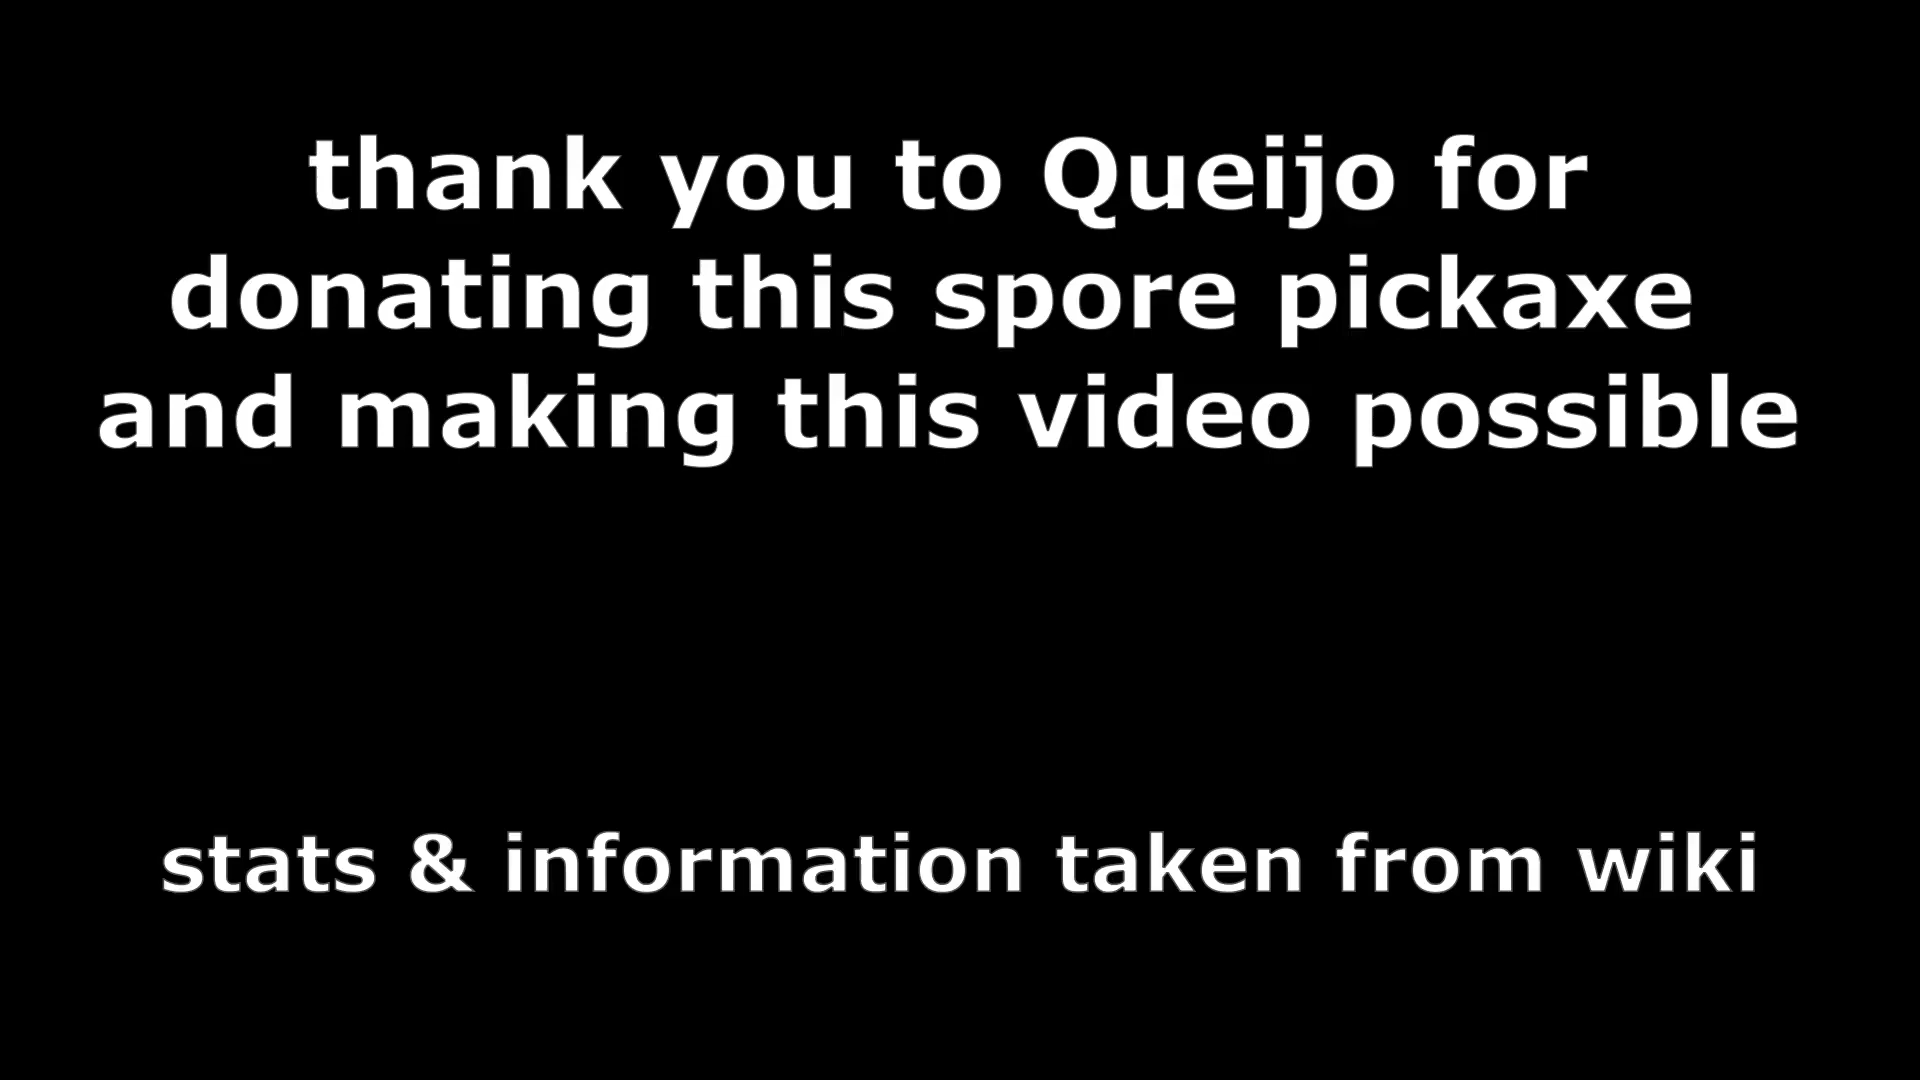 thank you to Queijo for
donating this spore pickaxe
and making this video possible
stats & information taken from wiki